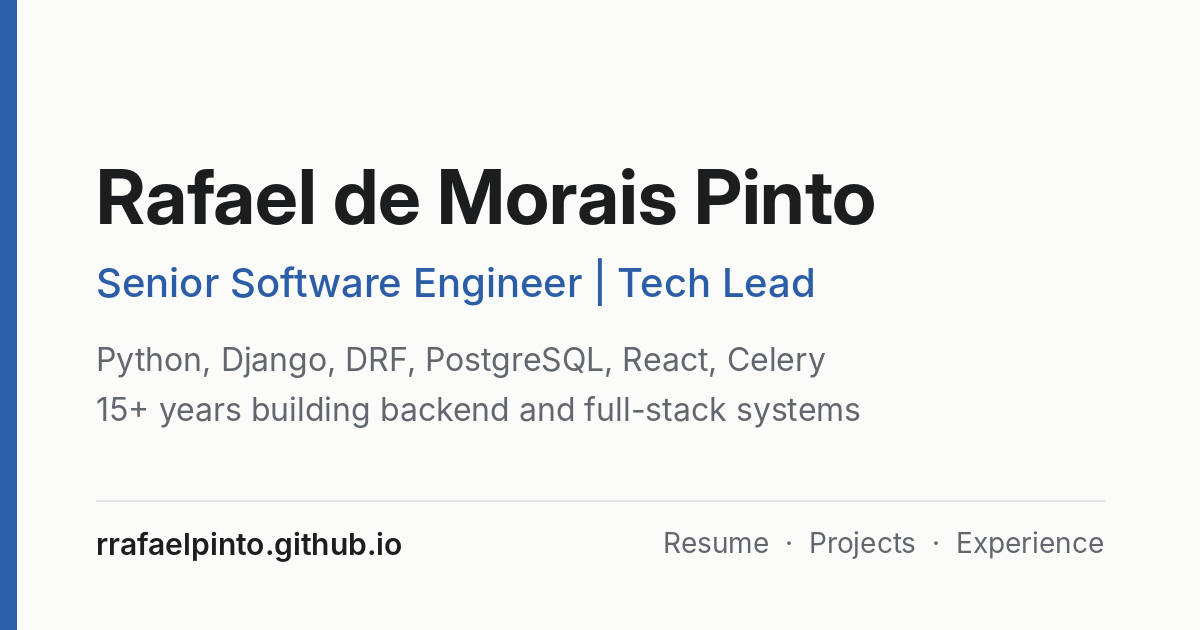 Rafael de Morais Pinto
Senior Software Engineer | Tech Lead
Python, Django, DRF, PostgreSQL, React, Celery
15+ years building backend and full-stack systems
rrafaelpinto.github.io
Resume · Projects · Experience